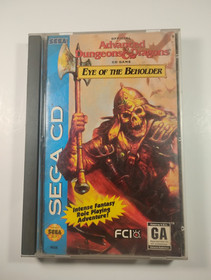 SEGA
Advanced
Dungeons & Dragons
CD GAME
EYE OF THE BEHOLDER
SEGA CD
Intense Fantasy
Role Playing
Adventure!
FCI
GA
SEGA